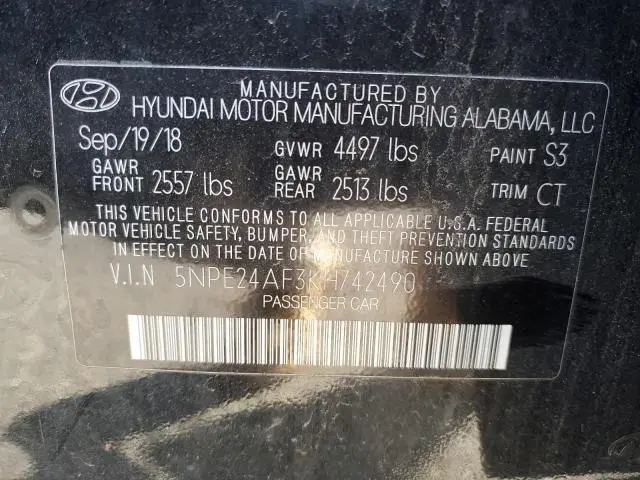 MANUFACTURED BY
HYUNDAI MOTOR MANUFACTURING ALABAMA, LLC
Sep/19/18 GVWR 4497 lbs PAINT S3
GAWR FRONT 2557 lbs GAWR REAR 2513 lbs TRIM CT
THIS VEHICLE CONFORMS TO ALL APPLICABLE U.S.A. FEDERAL
MOTOR VEHICLE SAFETY, BUMPER, AND THEFT PREVENTION STANDARDS
IN EFFECT ON THE DATE OF MANUFACTURE SHOWN ABOVE.
V.I.N 5NPE24AF3KH742490
PASSENGER CAR